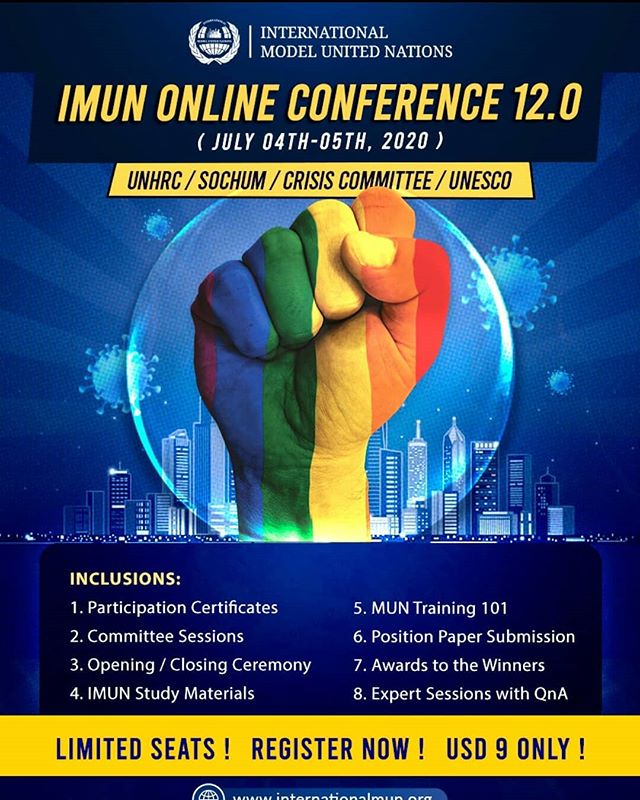 INTERNATIONAL
MODEL UNITED NATIONS
IMUN ONLINE CONFERENCE 12.0
( JULY 04TH-05TH, 2020 )
UNHRC / SOCHUM / CRISIS COMMITTEE / UNESCO
INCLUSIONS:
1. Participation Certificates
2. Committee Sessions
3. Opening / Closing Ceremony
4. IMUN Study Materials
5. MUN Training 101
6. Position Paper Submission
7. Awards to the Winners
8. Expert Sessions with QnA
LIMITED SEATS ! REGISTER NOW ! USD 9 ONLY !
www.internationalmun.org